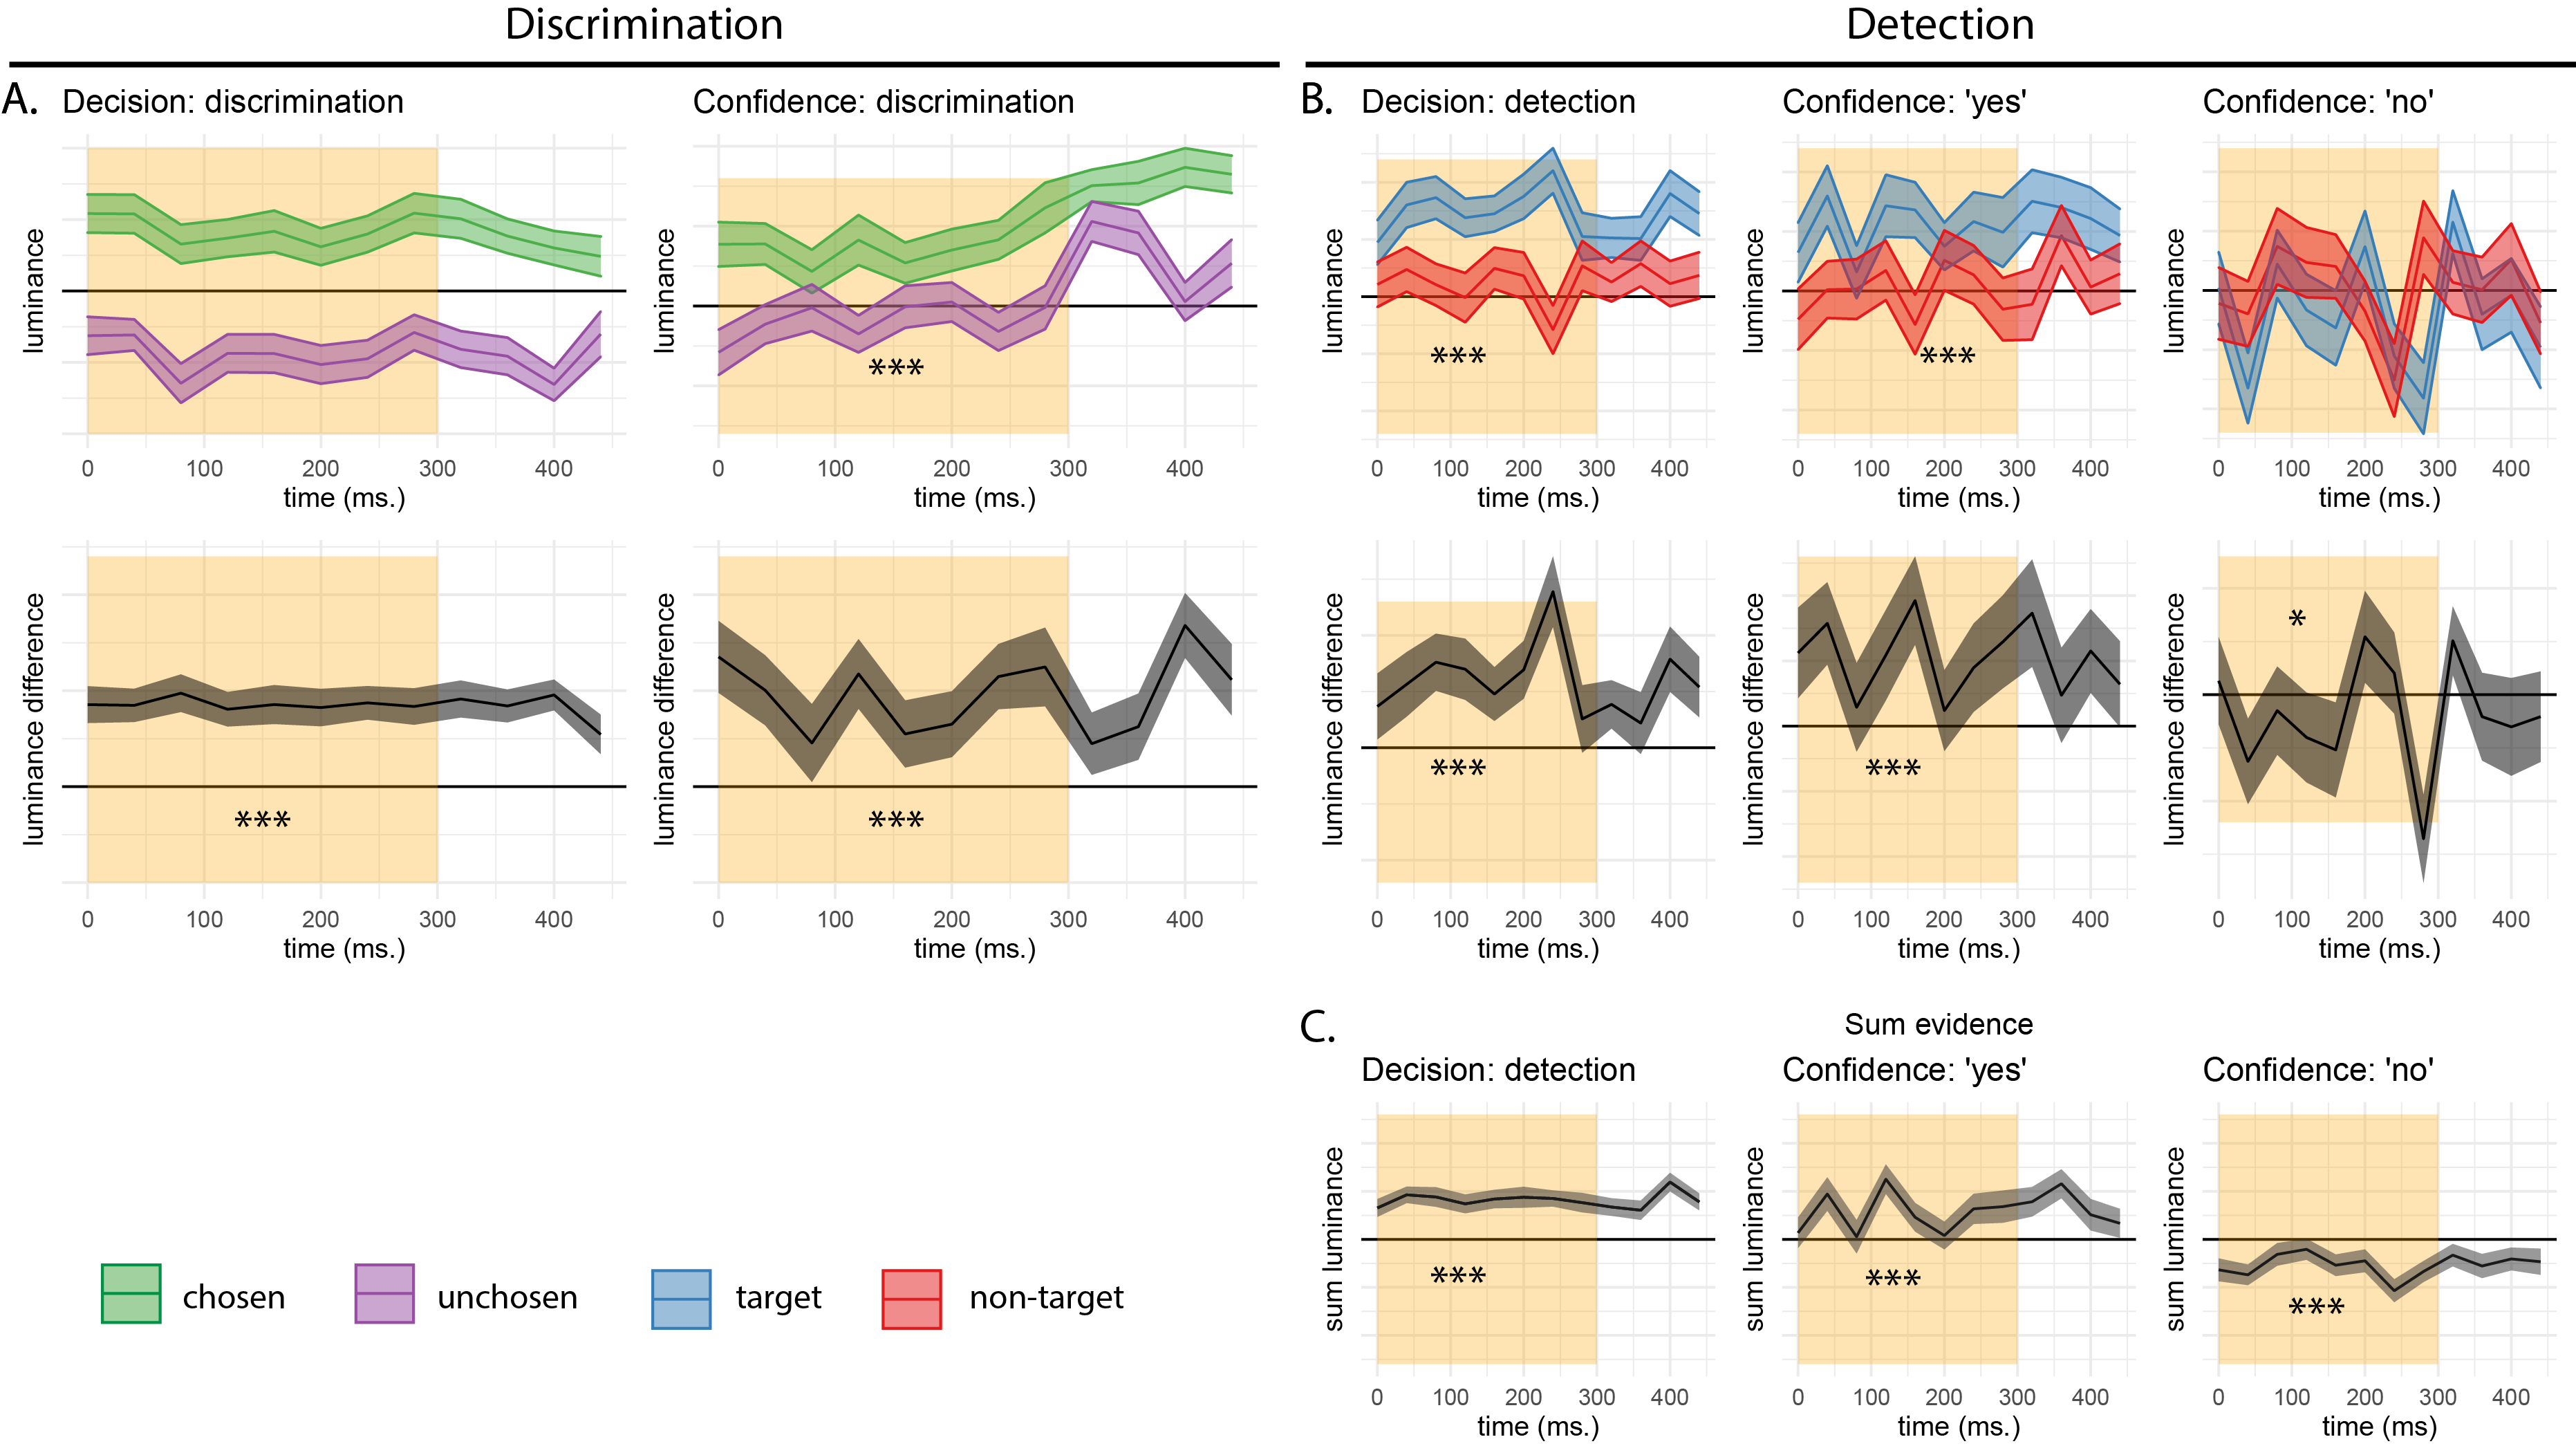 Discrimination
Detection
A. Decision: discrimination
Confidence: discrimination
B. Decision: detection
Confidence: 'yes'
Confidence: 'no'
luminance
luminance
***
luminance
***
luminance
***
luminance
0 100 200 300 400
0 100 200 300 400
0 100 200 300 400
0 100 200 300 400
0 100 200 300 400
time (ms.)
time (ms.)
time (ms.)
time (ms.)
time (ms.)
luminance difference
***
luminance difference
***
luminance difference
***
luminance difference
***
luminance difference
*
0 100 200 300 400
0 100 200 300 400
0 100 200 300 400
0 100 200 300 400
0 100 200 300 400
time (ms.)
time (ms.)
time (ms.)
time (ms.)
time (ms.)
C.
Sum evidence
Decision: detection
Confidence: 'yes'
Confidence: 'no'
sum luminance
***
sum luminance
***
sum luminance
***
0 100 200 300 400
0 100 200 300 400
0 100 200 300 400
time (ms.)
time (ms.)
time (ms.)
chosen
unchosen
target
non-target